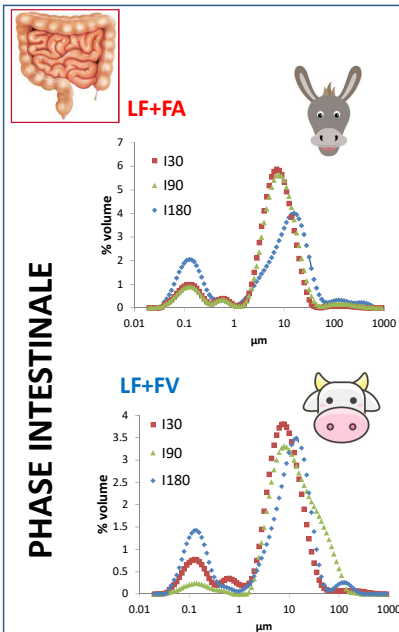 LF+FA
7
6
5
4
3
2
1
0
% volume
I30
I90
I180
0.01 0.1 1 10 100 1000
µm
PHASE INTESTINALE
LF+FV
4
3.5
3
2.5
2
1.5
1
0.5
0
% volume
I30
I90
I180
0.01 0.1 1 10 100 1000
µm